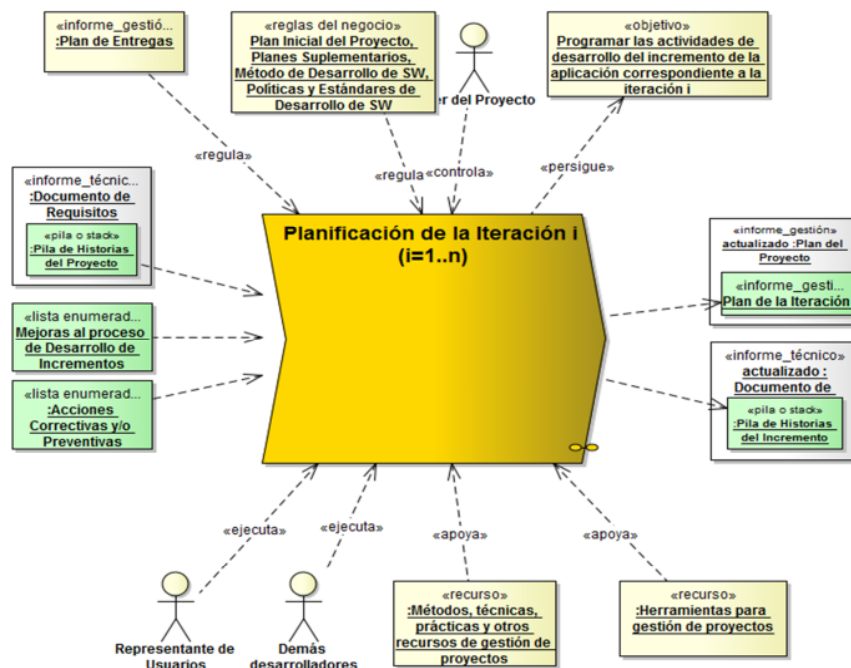 «informe_gestió...
:Plan de Entregas
«reglas del negocio»
Plan Inicial del Proyecto,
Planes Suplementarios,
Método de Desarrollo de SW,
Políticas y Estándares de
Desarrollo de SW
er del Proyecto
«objetivo»
Programar las actividades de
desarrollo del incremento de la
aplicación correspondiente a la
iteración i
«regula»
«regula
«controla»
«persigue»
«informe_técnic...
:Documento de
Requisitos
«pila o stack»
:Pila de Historias
del Proyecto
«lista enumerad...
Mejoras al proceso
de Desarrollo de
Incrementos
«lista enumerad...
:Acciones
Correctivas y/o
Preventivas
Planificación de la Iteración i
(i=1..n)
«informe_gestión»
actualizado :Plan del
Proyecto
«informe_gesti...
Plan de la Iteración
«informe_técnico»
actualizado :
Documento de
«pila o stack»
:Pila de Historias
del Incremento
«ejecuta»
«ejecuta»
«apoya»
«apoya»
Representante de
Usuarios
Demás
desarrolladores
«recurso»
:Métodos, técnicas,
prácticas y otros
recursos de gestión de
proyectos
«recurso»
:Herramientas para
gestión de proyectos